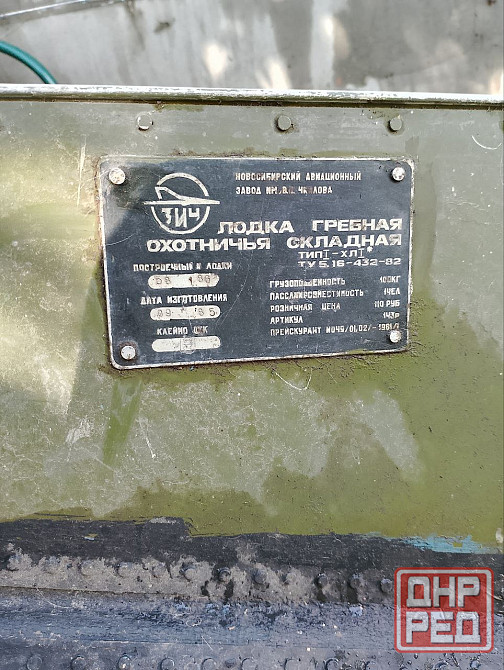 НОВОСИБИРСКИЙ АВИАЦИОННЫЙ
ЗАВОД ИМ. В.П. ЧКАЛОВА
ЗИЧ
ЛОДКА ГРЕБНАЯ
ОХОТНИЧЬЯ СКЛАДНАЯ
ТИП I-ХЛ1*
ТУ 5.16-432-82
ПОСТРОЕЧНЫЙ № ЛОДКИ
ДАТА ИЗГОТОВЛЕНИЯ
КЛЕЙМО ОТК
ГРУЗОПОДЪЕМНОСТЬ 100КГ
ПАССАЖИРОВМЕСТИМОСТЬ 1ЧЕЛ
РОЗНИЧНАЯ ЦЕНА 110 РУБ
АРТИКУЛ
ПРЕЙСКУРАНТ
ДНР
РЕД